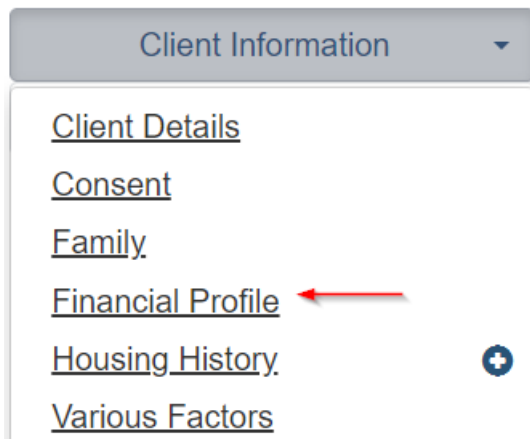 Client Information
Client Details
Consent
Family
Financial Profile
Housing History
Various Factors